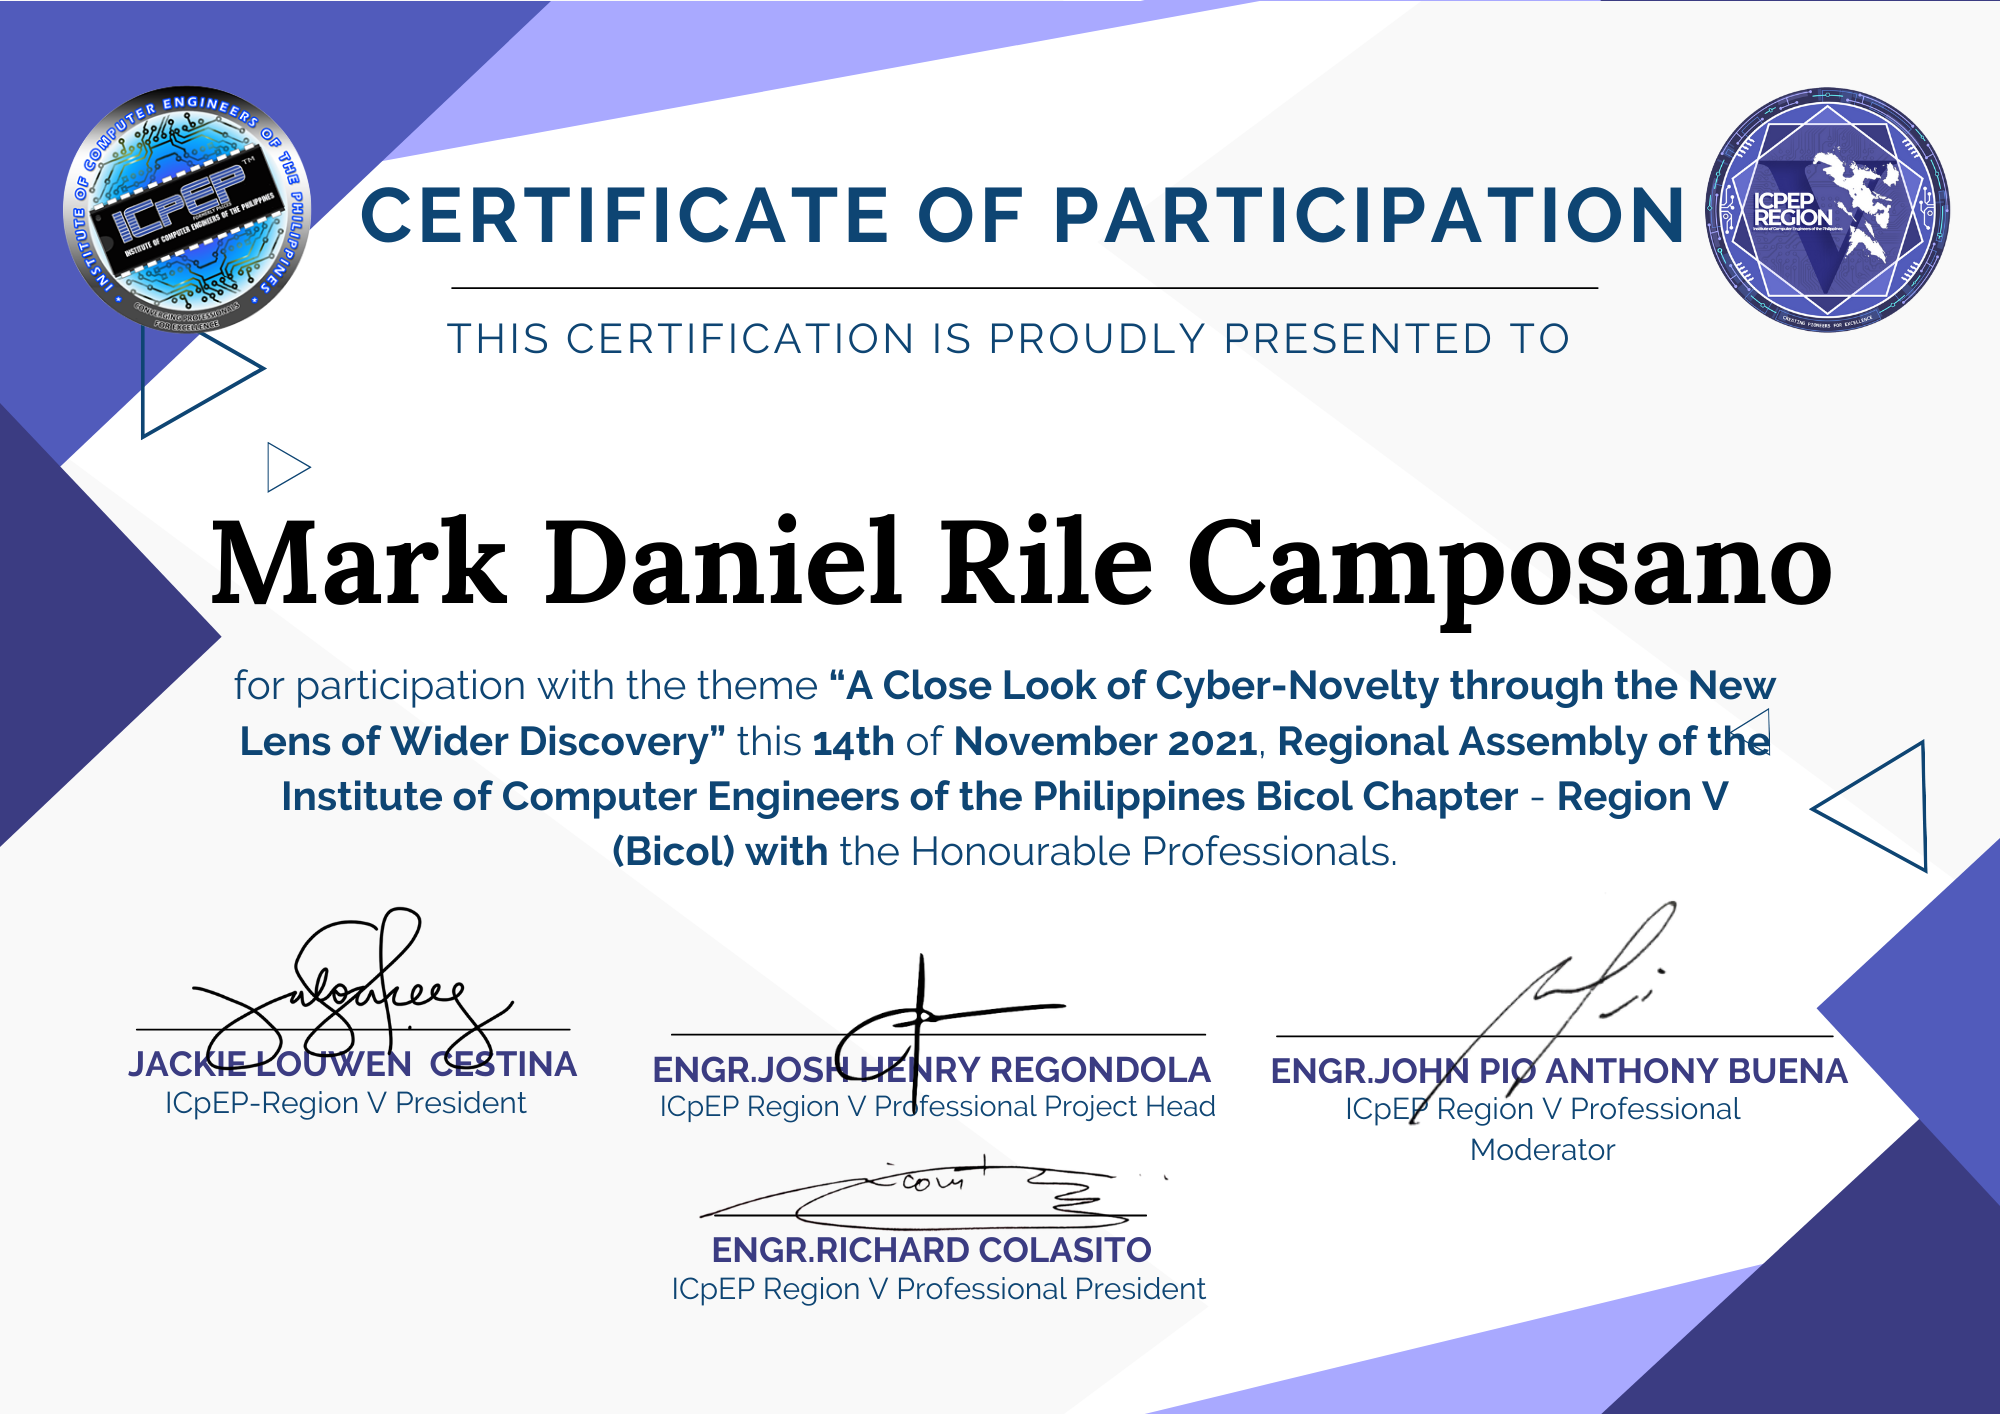 INSTITUTE OF COMPUTER ENGINEERS OF THE PHILIPPINES
ICpEP™
FORMERLY PHICES
INSTITUTE OF COMPUTER ENGINEERS OF THE PHILIPPINES
CONVERGING PROFESSIONALS
FOR EXCELLENCE
ICPEP
REGION
V
Institute of Computer Engineers of the Philippines
CREATING PIONEERS FOR EXCELLENCE
CERTIFICATE OF PARTICIPATION
THIS CERTIFICATION IS PROUDLY PRESENTED TO
Mark Daniel Rile Camposano
for participation with the theme “A Close Look of Cyber-Novelty through the New
Lens of Wider Discovery” this 14th of November 2021, Regional Assembly of the
Institute of Computer Engineers of the Philippines Bicol Chapter - Region V
(Bicol) with the Honourable Professionals.
JACKIE LOUWEN CESTINA
ICpEP-Region V President
ENGR.JOSH HENRY REGONDOLA
ICpEP Region V Professional Project Head
ENGR.JOHN PIO ANTHONY BUENA
ICpEP Region V Professional
Moderator
ENGR.RICHARD COLASITO
ICpEP Region V Professional President